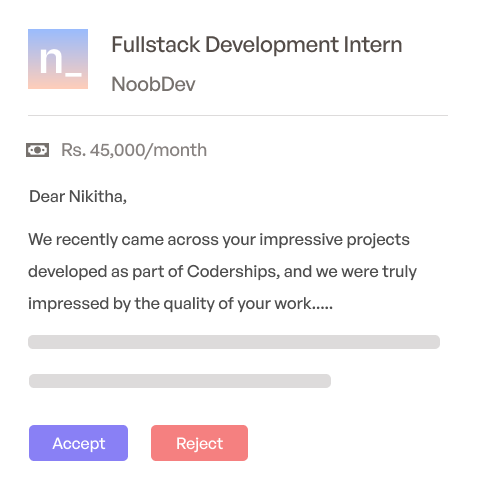 n_
Fullstack Development Intern
NoobDev
Rs. 45,000/month
Dear Nikitha,
We recently came across your impressive projects
developed as part of Coderships, and we were truly
impressed by the quality of your work.....
Accept
Reject